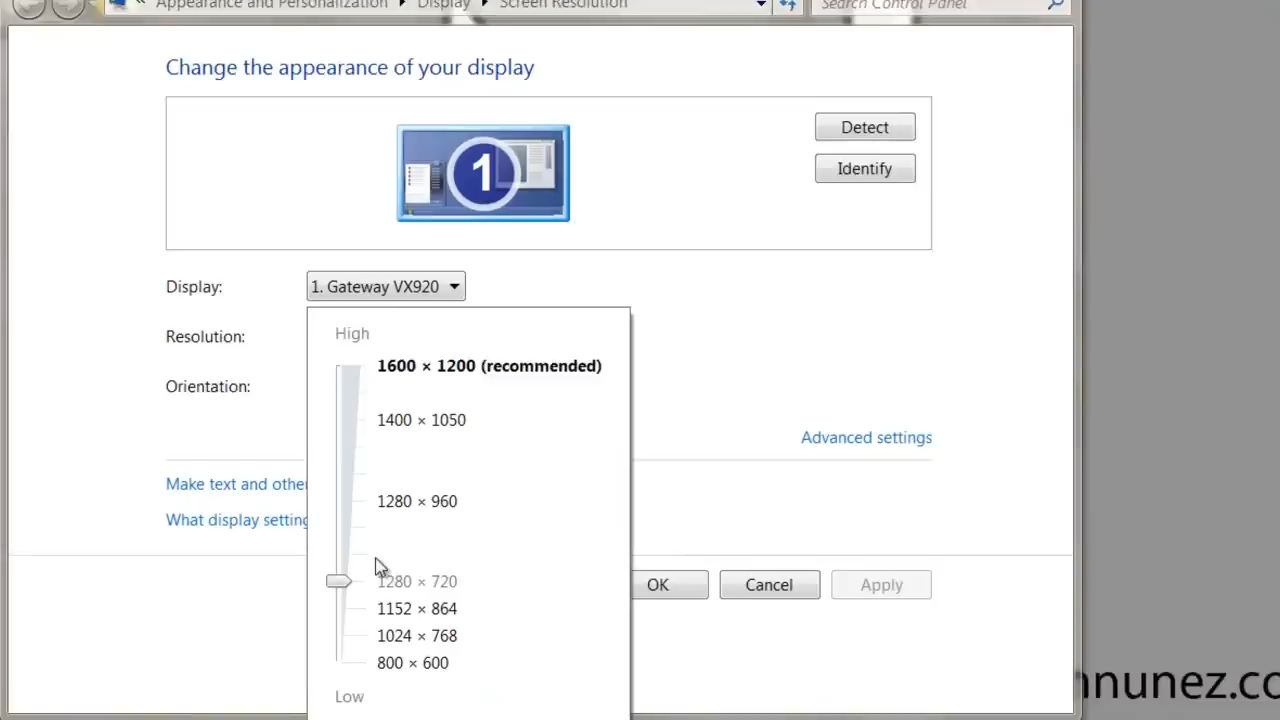 « Appearance and Personalization ▸ Display ▸ Screen Resolution
Search Control Panel
Change the appearance of your display
1
Detect
Identify
Display:
1. Gateway VX920
Resolution:
Orientation:
High
1600 × 1200 (recommended)
1400 × 1050
1280 × 960
1280 × 720
1152 × 864
1024 × 768
800 × 600
Low
Advanced settings
Make text and othe
What display setting
OK
Cancel
Apply
nnunez.co